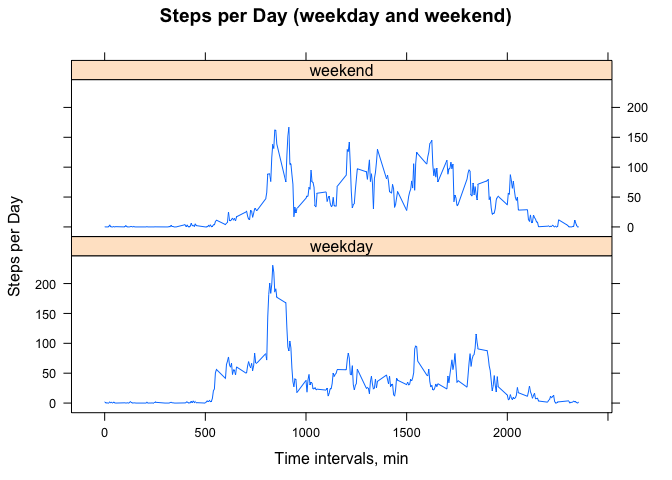 Steps per Day (weekday and weekend)
weekend
200
150
100
50
0
weekday
200
150
100
50
0
Steps per Day
0 500 1000 1500 2000
Time intervals, min